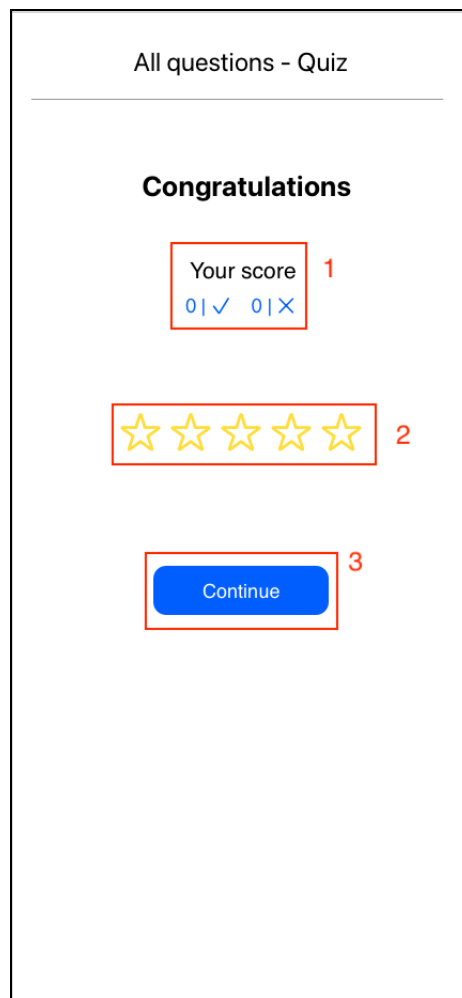 All questions - Quiz
Congratulations
Your score 1
0 | ✓ 0 | ✕
2
3
Continue